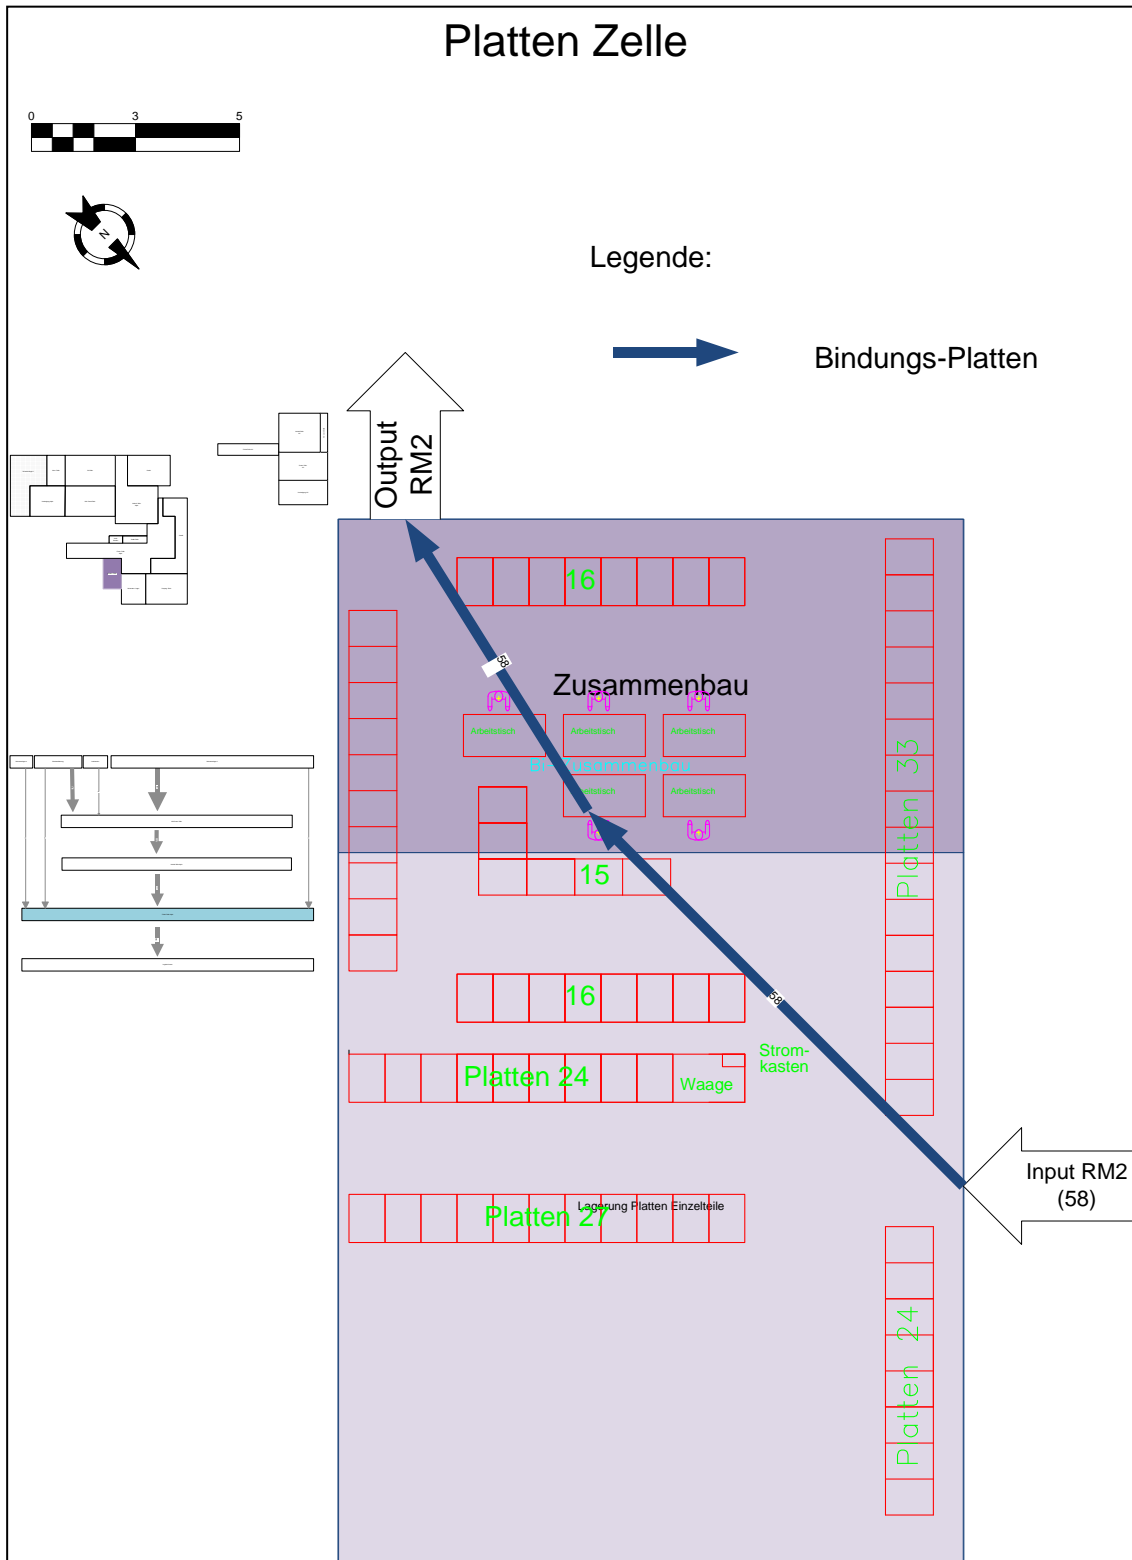 Platten Zelle
0 3 5
N
Legende:
Bindungs-Platten
Output
RM2
16
58
Zusammenbau
Arbeitstisch Arbeitstisch Arbeitstisch
Zusammenbau
Arbeitstisch Arbeitstisch
Platten 33
15
58
16
Strom-
kasten
Platten 24
Waage
Input RM2
(58)
Lagerung Platten Einzelteile
Platten 27
Platten 24